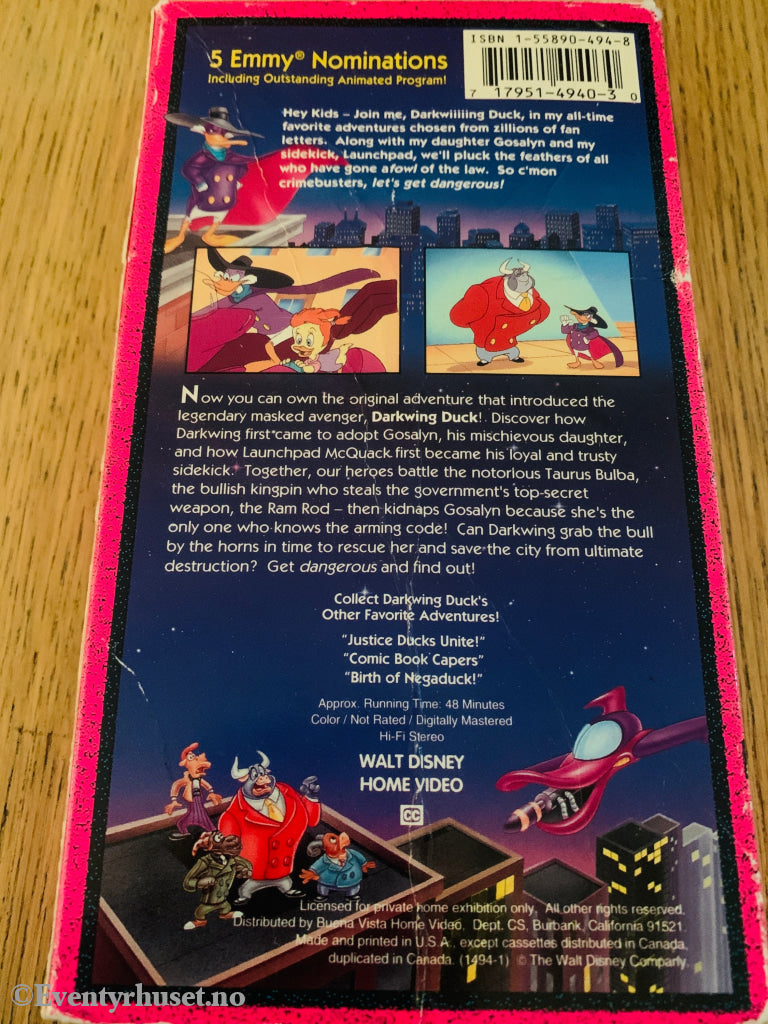 5 Emmy® Nominations
Including Outstanding Animated Program!
ISBN 1-55890-494-8
7 17951-4940-3 0
Hey Kids – Join me, Darkwiiiiing Duck, in my all-time
favorite adventures chosen from zillions of fan
letters. Along with my daughter Gosalyn and my
sidekick, Launchpad, we'll pluck the feathers of all
who have gone afowl of the law. So c'mon
crimebusters, let's get dangerous!
Now you can own the original adventure that introduced the
legendary masked avenger, Darkwing Duck! Discover how
Darkwing first came to adopt Gosalyn, his mischievous daughter,
and how Launchpad McQuack first became his loyal and trusty
sidekick. Together, our heroes battle the notorious Taurus Bulba,
the bullish kingpin who steals the government's top-secret
weapon, the Ram Rod – then kidnaps Gosalyn because she's the
only one who knows the arming code! Can Darkwing grab the bull
by the horns in time to rescue her and save the city from ultimate
destruction? Get dangerous and find out!
Collect Darkwing Duck's
Other Favorite Adventures!
"Justice Ducks Unite!"
"Comic Book Capers"
"Birth of Negaduck!"
Approx. Running Time: 48 Minutes
Color / Not Rated / Digitally Mastered
Hi-Fi Stereo
WALT DISNEY
HOME VIDEO
CC
Licensed for private home exhibition only. All other rights reserved.
Distributed by Buena Vista Home Video, Dept. CS, Burbank, California 91521.
Made and printed in U.S.A. except cassettes distributed in Canada,
duplicated in Canada. (1494-1) © The Walt Disney Company.
©Eventyrhuset.no